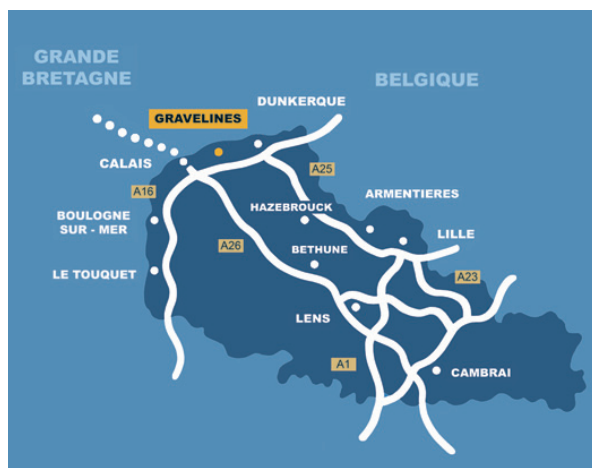 GRANDE
BRETAGNE
BELGIQUE
DUNKERQUE
GRAVELINES
CALAIS
A25
A16
ARMENTIERES
HAZEBROUCK
BOULOGNE
SUR - MER
LILLE
A26
BETHUNE
LE TOUQUET
A23
LENS
A1
CAMBRAI